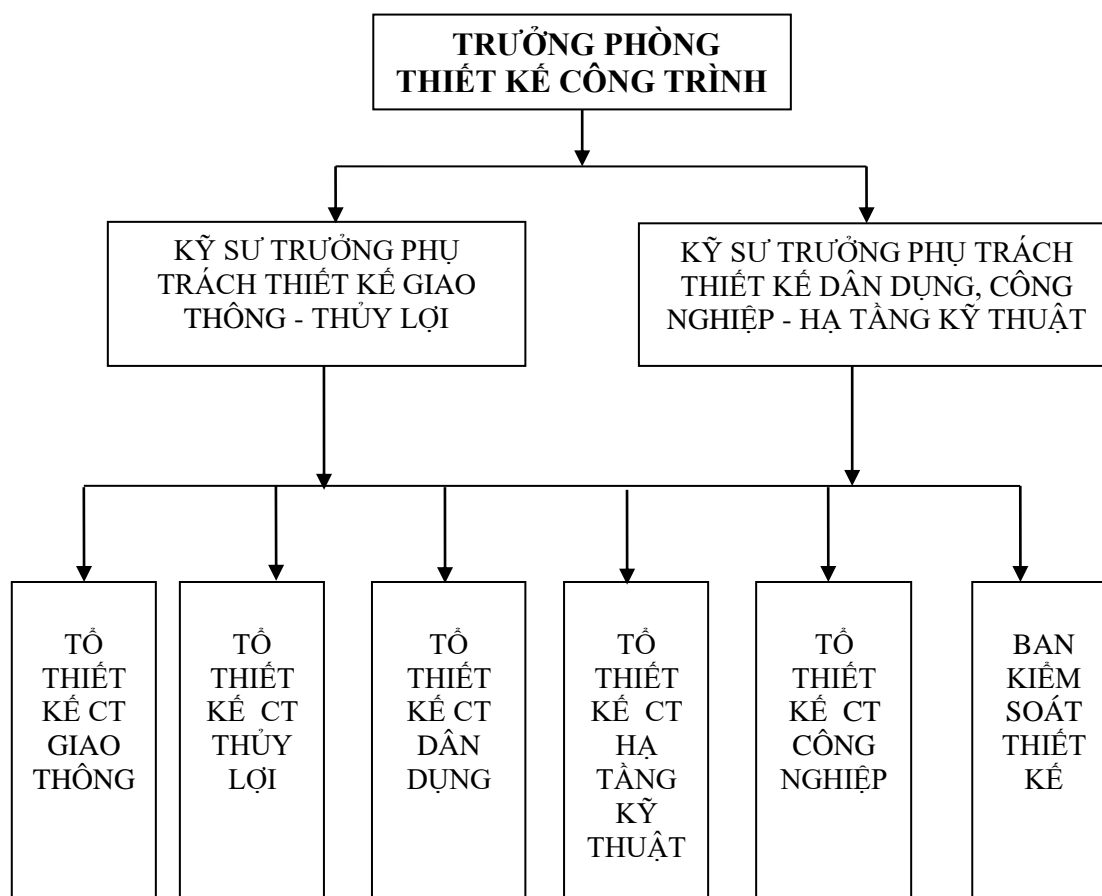 TRƯỞNG PHÒNG
THIẾT KẾ CÔNG TRÌNH
KỸ SƯ TRƯỞNG PHỤ
TRÁCH THIẾT KẾ GIAO
THÔNG - THỦY LỢI
KỸ SƯ TRƯỞNG PHỤ TRÁCH
THIẾT KẾ DÂN DỤNG, CÔNG
NGHIỆP - HẠ TẦNG KỸ THUẬT
TỔ
THIẾT
KẾ CT
GIAO
THÔNG
TỔ
THIẾT
KẾ CT
THỦY
LỢI
TỔ
THIẾT
KẾ CT
DÂN
DỤNG
TỔ
THIẾT
KẾ CT
HẠ
TẦNG
KỸ
THUẬT
TỔ
THIẾT
KẾ CT
CÔNG
NGHIỆP
BAN
KIỂM
SOÁT
THIẾT
KẾ